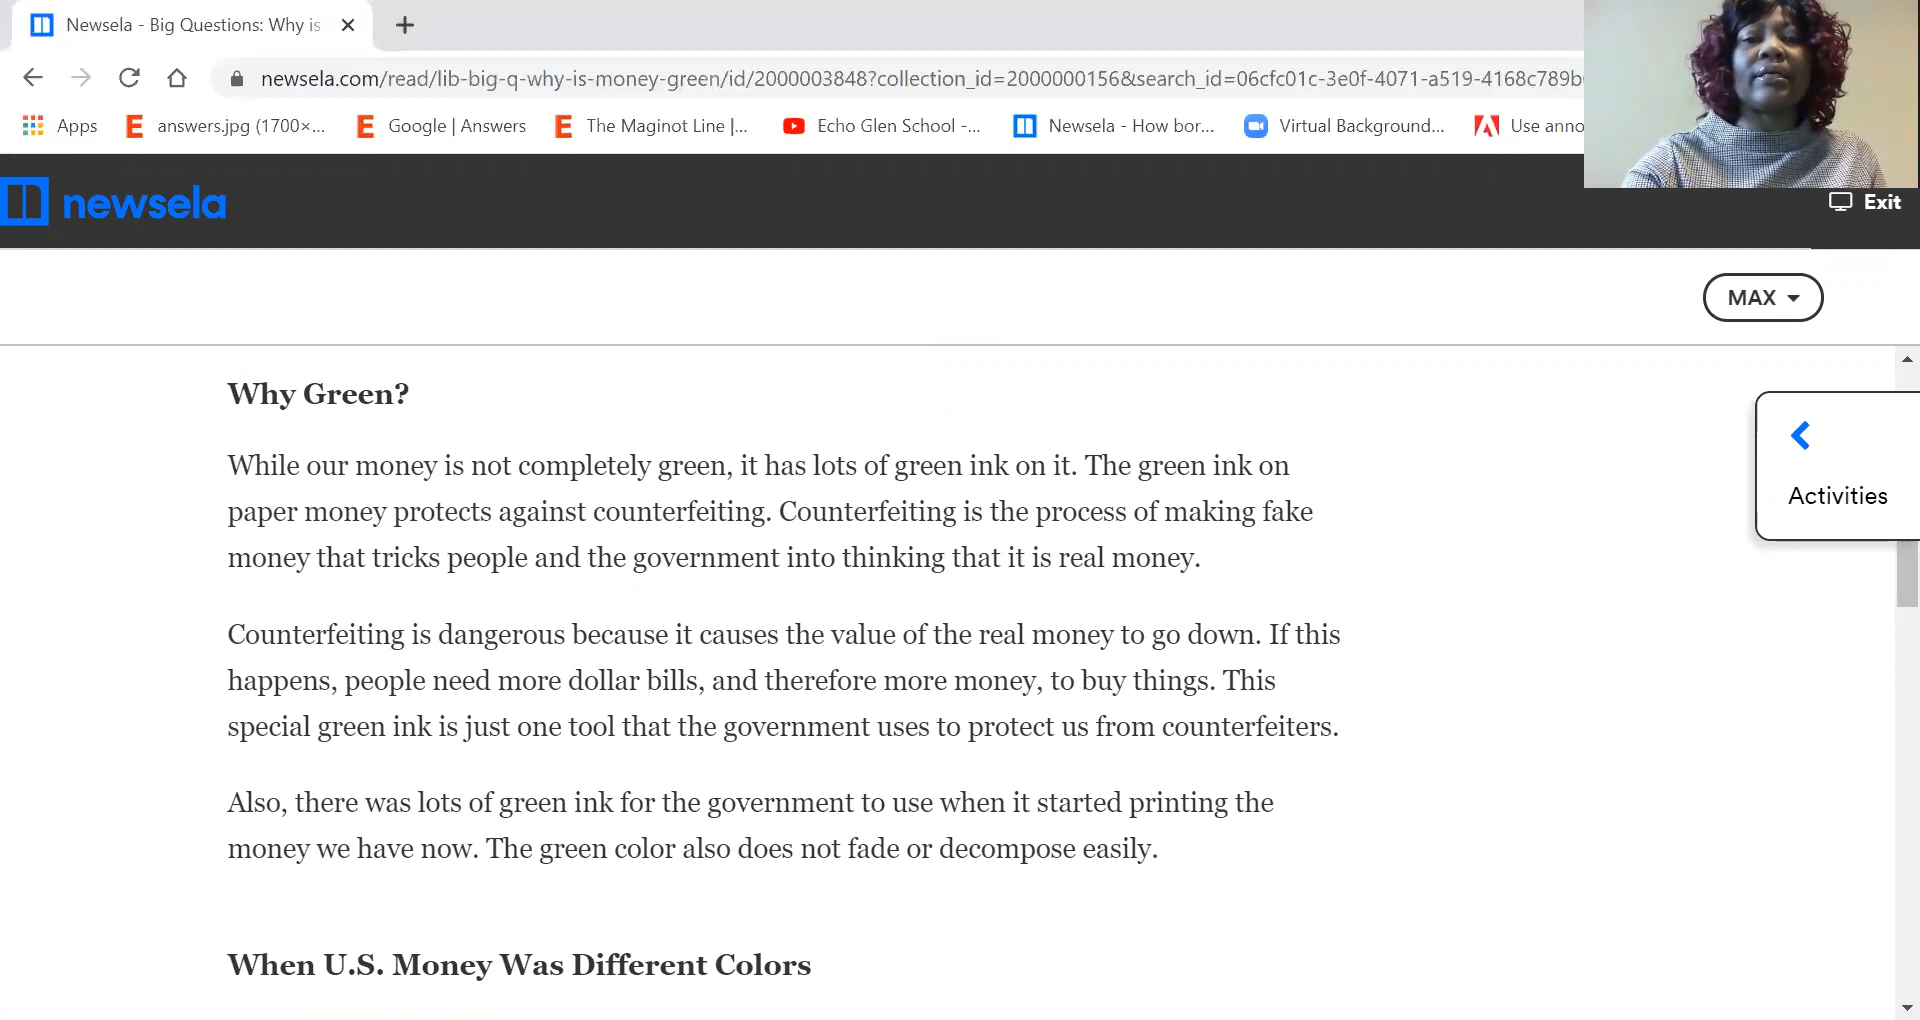 Newsela - Big Questions: Why is
newsela.com/read/lib-big-q-why-is-money-green/id/2000003848?collection_id=2000000156&search_id=06cfc01c-3e0f-4071-a519-4168c789b
Apps answers.jpg (1700×... Google | Answers The Maginot Line |... Echo Glen School -... Newsela - How bor... Virtual Background... Use anno
newsela
Exit
MAX
Why Green?
While our money is not completely green, it has lots of green ink on it. The green ink on
paper money protects against counterfeiting. Counterfeiting is the process of making fake
money that tricks people and the government into thinking that it is real money.
Activities
Counterfeiting is dangerous because it causes the value of the real money to go down. If this
happens, people need more dollar bills, and therefore more money, to buy things. This
special green ink is just one tool that the government uses to protect us from counterfeiters.
Also, there was lots of green ink for the government to use when it started printing the
money we have now. The green color also does not fade or decompose easily.
When U.S. Money Was Different Colors